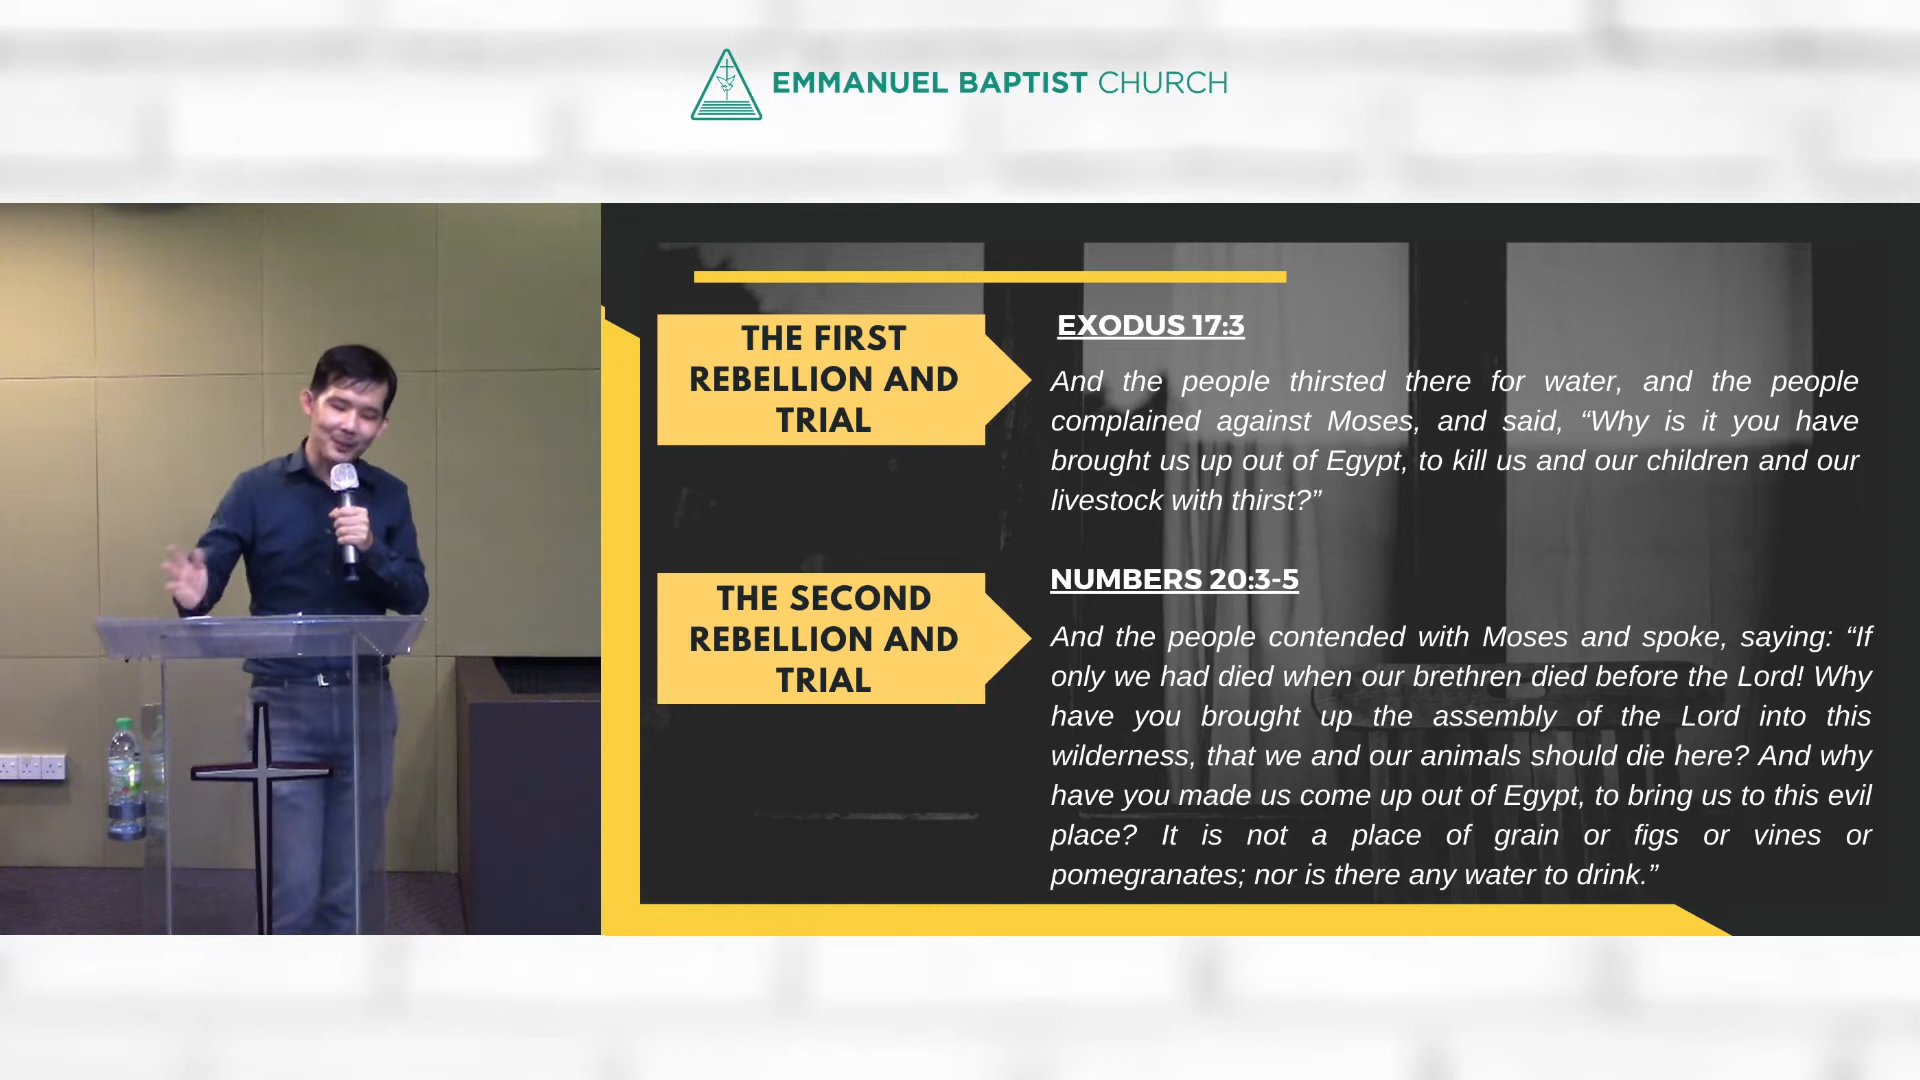 EMMANUEL BAPTIST CHURCH
THE FIRST
REBELLION AND
TRIAL
EXODUS 17:3
And the people thirsted there for water, and the people
complained against Moses, and said, “Why is it you have
brought us up out of Egypt, to kill us and our children and our
livestock with thirst?”
THE SECOND
REBELLION AND
TRIAL
NUMBERS 20:3-5
And the people contended with Moses and spoke, saying: “If
only we had died when our brethren died before the Lord! Why
have you brought up the assembly of the Lord into this
wilderness, that we and our animals should die here? And why
have you made us come up out of Egypt, to bring us to this evil
place? It is not a place of grain or figs or vines or
pomegranates; nor is there any water to drink.”